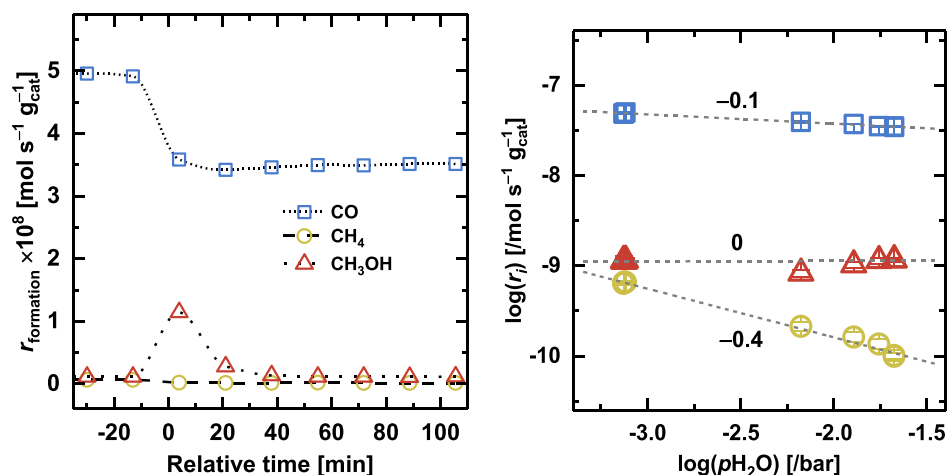 r_formation ×10⁸ [mol s⁻¹ g_cat⁻¹]
5
4
3
2
1
0
CO
CH₄
CH₃OH
-20 0 20 40 60 80 100
Relative time [min]
log(r_i) [/mol s⁻¹ g_cat⁻¹]
-7
-8
-9
-10
−0.1
0
−0.4
-3.0 -2.5 -2.0 -1.5
log(pH₂O) [/bar]